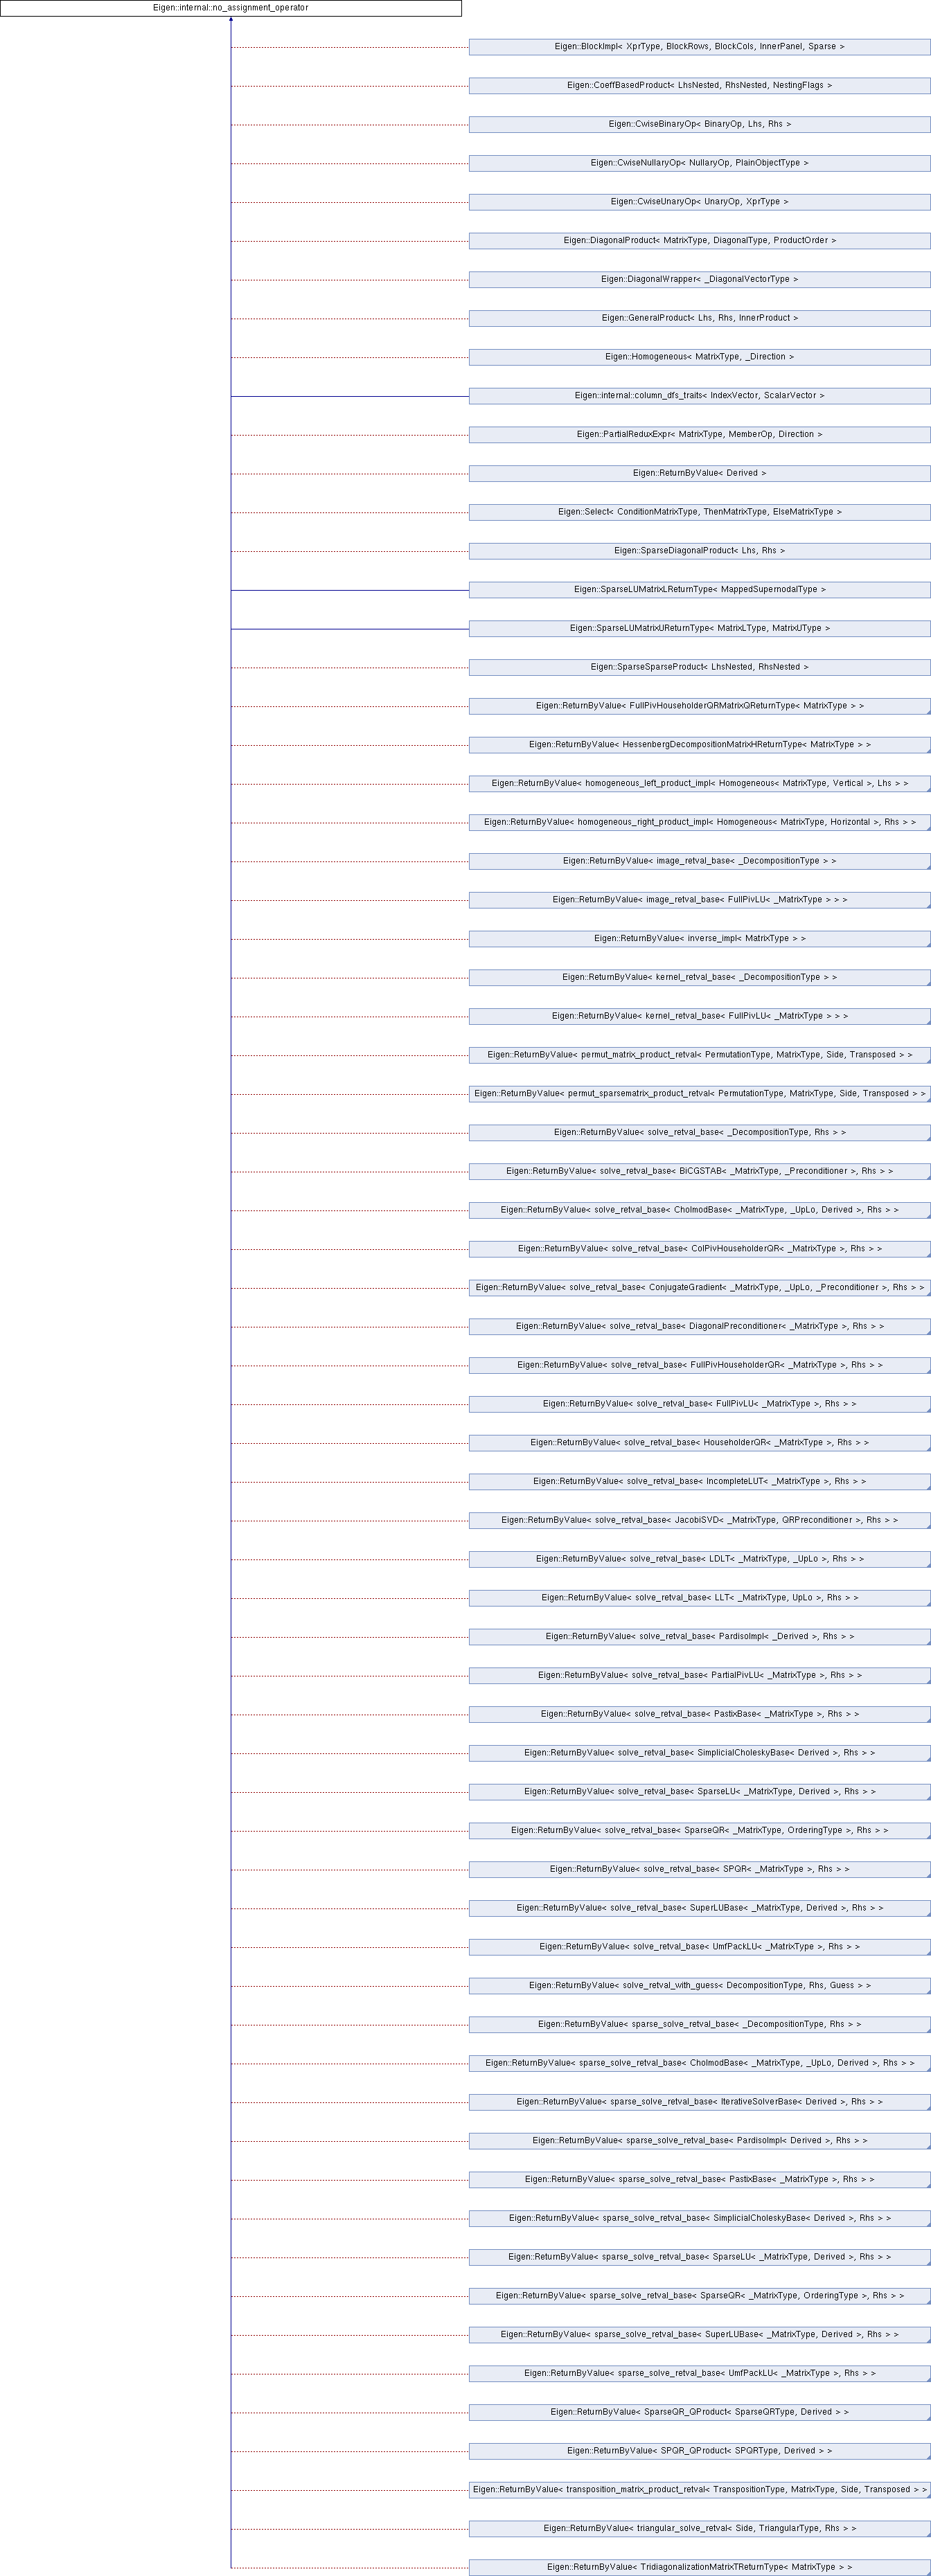 Eigen::internal::no_assignment_operator
Eigen::BlockImpl< XprType, BlockRows, BlockCols, InnerPanel, Sparse >
Eigen::CoeffBasedProduct< LhsNested, RhsNested, NestingFlags >
Eigen::CwiseBinaryOp< BinaryOp, Lhs, Rhs >
Eigen::CwiseNullaryOp< NullaryOp, PlainObjectType >
Eigen::CwiseUnaryOp< UnaryOp, XprType >
Eigen::DiagonalProduct< MatrixType, DiagonalType, ProductOrder >
Eigen::DiagonalWrapper< _DiagonalVectorType >
Eigen::GeneralProduct< Lhs, Rhs, InnerProduct >
Eigen::Homogeneous< MatrixType, _Direction >
Eigen::internal::column_dfs_traits< IndexVector, ScalarVector >
Eigen::PartialReduxExpr< MatrixType, MemberOp, Direction >
Eigen::ReturnByValue< Derived >
Eigen::Select< ConditionMatrixType, ThenMatrixType, ElseMatrixType >
Eigen::SparseDiagonalProduct< Lhs, Rhs >
Eigen::SparseLUMatrixLReturnType< MappedSupernodalType >
Eigen::SparseLUMatrixUReturnType< MatrixLType, MatrixUType >
Eigen::SparseSparseProduct< LhsNested, RhsNested >
Eigen::ReturnByValue< FullPivHouseholderQRMatrixQReturnType< MatrixType > >
Eigen::ReturnByValue< HessenbergDecompositionMatrixHReturnType< MatrixType > >
Eigen::ReturnByValue< homogeneous_left_product_impl< Homogeneous< MatrixType, Vertical >, Lhs > >
Eigen::ReturnByValue< homogeneous_right_product_impl< Homogeneous< MatrixType, Horizontal >, Rhs > >
Eigen::ReturnByValue< image_retval_base< _DecompositionType > >
Eigen::ReturnByValue< image_retval_base< FullPivLU< _MatrixType > > >
Eigen::ReturnByValue< inverse_impl< MatrixType > >
Eigen::ReturnByValue< kernel_retval_base< _DecompositionType > >
Eigen::ReturnByValue< kernel_retval_base< FullPivLU< _MatrixType > > >
Eigen::ReturnByValue< permut_matrix_product_retval< PermutationType, MatrixType, Side, Transposed > >
Eigen::ReturnByValue< permut_sparsematrix_product_retval< PermutationType, MatrixType, Side, Transposed > >
Eigen::ReturnByValue< solve_retval_base< _DecompositionType, Rhs > >
Eigen::ReturnByValue< solve_retval_base< BiCGSTAB< _MatrixType, _Preconditioner >, Rhs > >
Eigen::ReturnByValue< solve_retval_base< CholmodBase< _MatrixType, _UpLo, Derived >, Rhs > >
Eigen::ReturnByValue< solve_retval_base< ColPivHouseholderQR< _MatrixType >, Rhs > >
Eigen::ReturnByValue< solve_retval_base< ConjugateGradient< _MatrixType, _UpLo, _Preconditioner >, Rhs > >
Eigen::ReturnByValue< solve_retval_base< DiagonalPreconditioner< _MatrixType >, Rhs > >
Eigen::ReturnByValue< solve_retval_base< FullPivHouseholderQR< _MatrixType >, Rhs > >
Eigen::ReturnByValue< solve_retval_base< FullPivLU< _MatrixType >, Rhs > >
Eigen::ReturnByValue< solve_retval_base< HouseholderQR< _MatrixType >, Rhs > >
Eigen::ReturnByValue< solve_retval_base< IncompleteLUT< _MatrixType >, Rhs > >
Eigen::ReturnByValue< solve_retval_base< JacobiSVD< _MatrixType, QRPreconditioner >, Rhs > >
Eigen::ReturnByValue< solve_retval_base< LDLT< _MatrixType, _UpLo >, Rhs > >
Eigen::ReturnByValue< solve_retval_base< LLT< _MatrixType, UpLo >, Rhs > >
Eigen::ReturnByValue< solve_retval_base< PardisoImpl< _Derived >, Rhs > >
Eigen::ReturnByValue< solve_retval_base< PartialPivLU< _MatrixType >, Rhs > >
Eigen::ReturnByValue< solve_retval_base< PastixBase< _MatrixType >, Rhs > >
Eigen::ReturnByValue< solve_retval_base< SimplicialCholeskyBase< Derived >, Rhs > >
Eigen::ReturnByValue< solve_retval_base< SparseLU< _MatrixType, Derived >, Rhs > >
Eigen::ReturnByValue< solve_retval_base< SparseQR< _MatrixType, OrderingType >, Rhs > >
Eigen::ReturnByValue< solve_retval_base< SPQR< _MatrixType >, Rhs > >
Eigen::ReturnByValue< solve_retval_base< SuperLUBase< _MatrixType, Derived >, Rhs > >
Eigen::ReturnByValue< solve_retval_base< UmfPackLU< _MatrixType >, Rhs > >
Eigen::ReturnByValue< solve_retval_with_guess< DecompositionType, Rhs, Guess > >
Eigen::ReturnByValue< sparse_solve_retval_base< _DecompositionType, Rhs > >
Eigen::ReturnByValue< sparse_solve_retval_base< CholmodBase< _MatrixType, _UpLo, Derived >, Rhs > >
Eigen::ReturnByValue< sparse_solve_retval_base< IterativeSolverBase< Derived >, Rhs > >
Eigen::ReturnByValue< sparse_solve_retval_base< PardisoImpl< Derived >, Rhs > >
Eigen::ReturnByValue< sparse_solve_retval_base< PastixBase< _MatrixType >, Rhs > >
Eigen::ReturnByValue< sparse_solve_retval_base< SimplicialCholeskyBase< Derived >, Rhs > >
Eigen::ReturnByValue< sparse_solve_retval_base< SparseLU< _MatrixType, Derived >, Rhs > >
Eigen::ReturnByValue< sparse_solve_retval_base< SparseQR< _MatrixType, OrderingType >, Rhs > >
Eigen::ReturnByValue< sparse_solve_retval_base< SuperLUBase< _MatrixType, Derived >, Rhs > >
Eigen::ReturnByValue< sparse_solve_retval_base< UmfPackLU< _MatrixType >, Rhs > >
Eigen::ReturnByValue< SparseQR_QProduct< SparseQRType, Derived > >
Eigen::ReturnByValue< SPQR_QProduct< SPQRType, Derived > >
Eigen::ReturnByValue< transposition_matrix_product_retval< TranspositionType, MatrixType, Side, Transposed > >
Eigen::ReturnByValue< triangular_solve_retval< Side, TriangularType, Rhs > >
Eigen::ReturnByValue< TridiagonalizationMatrixTReturnType< MatrixType > >